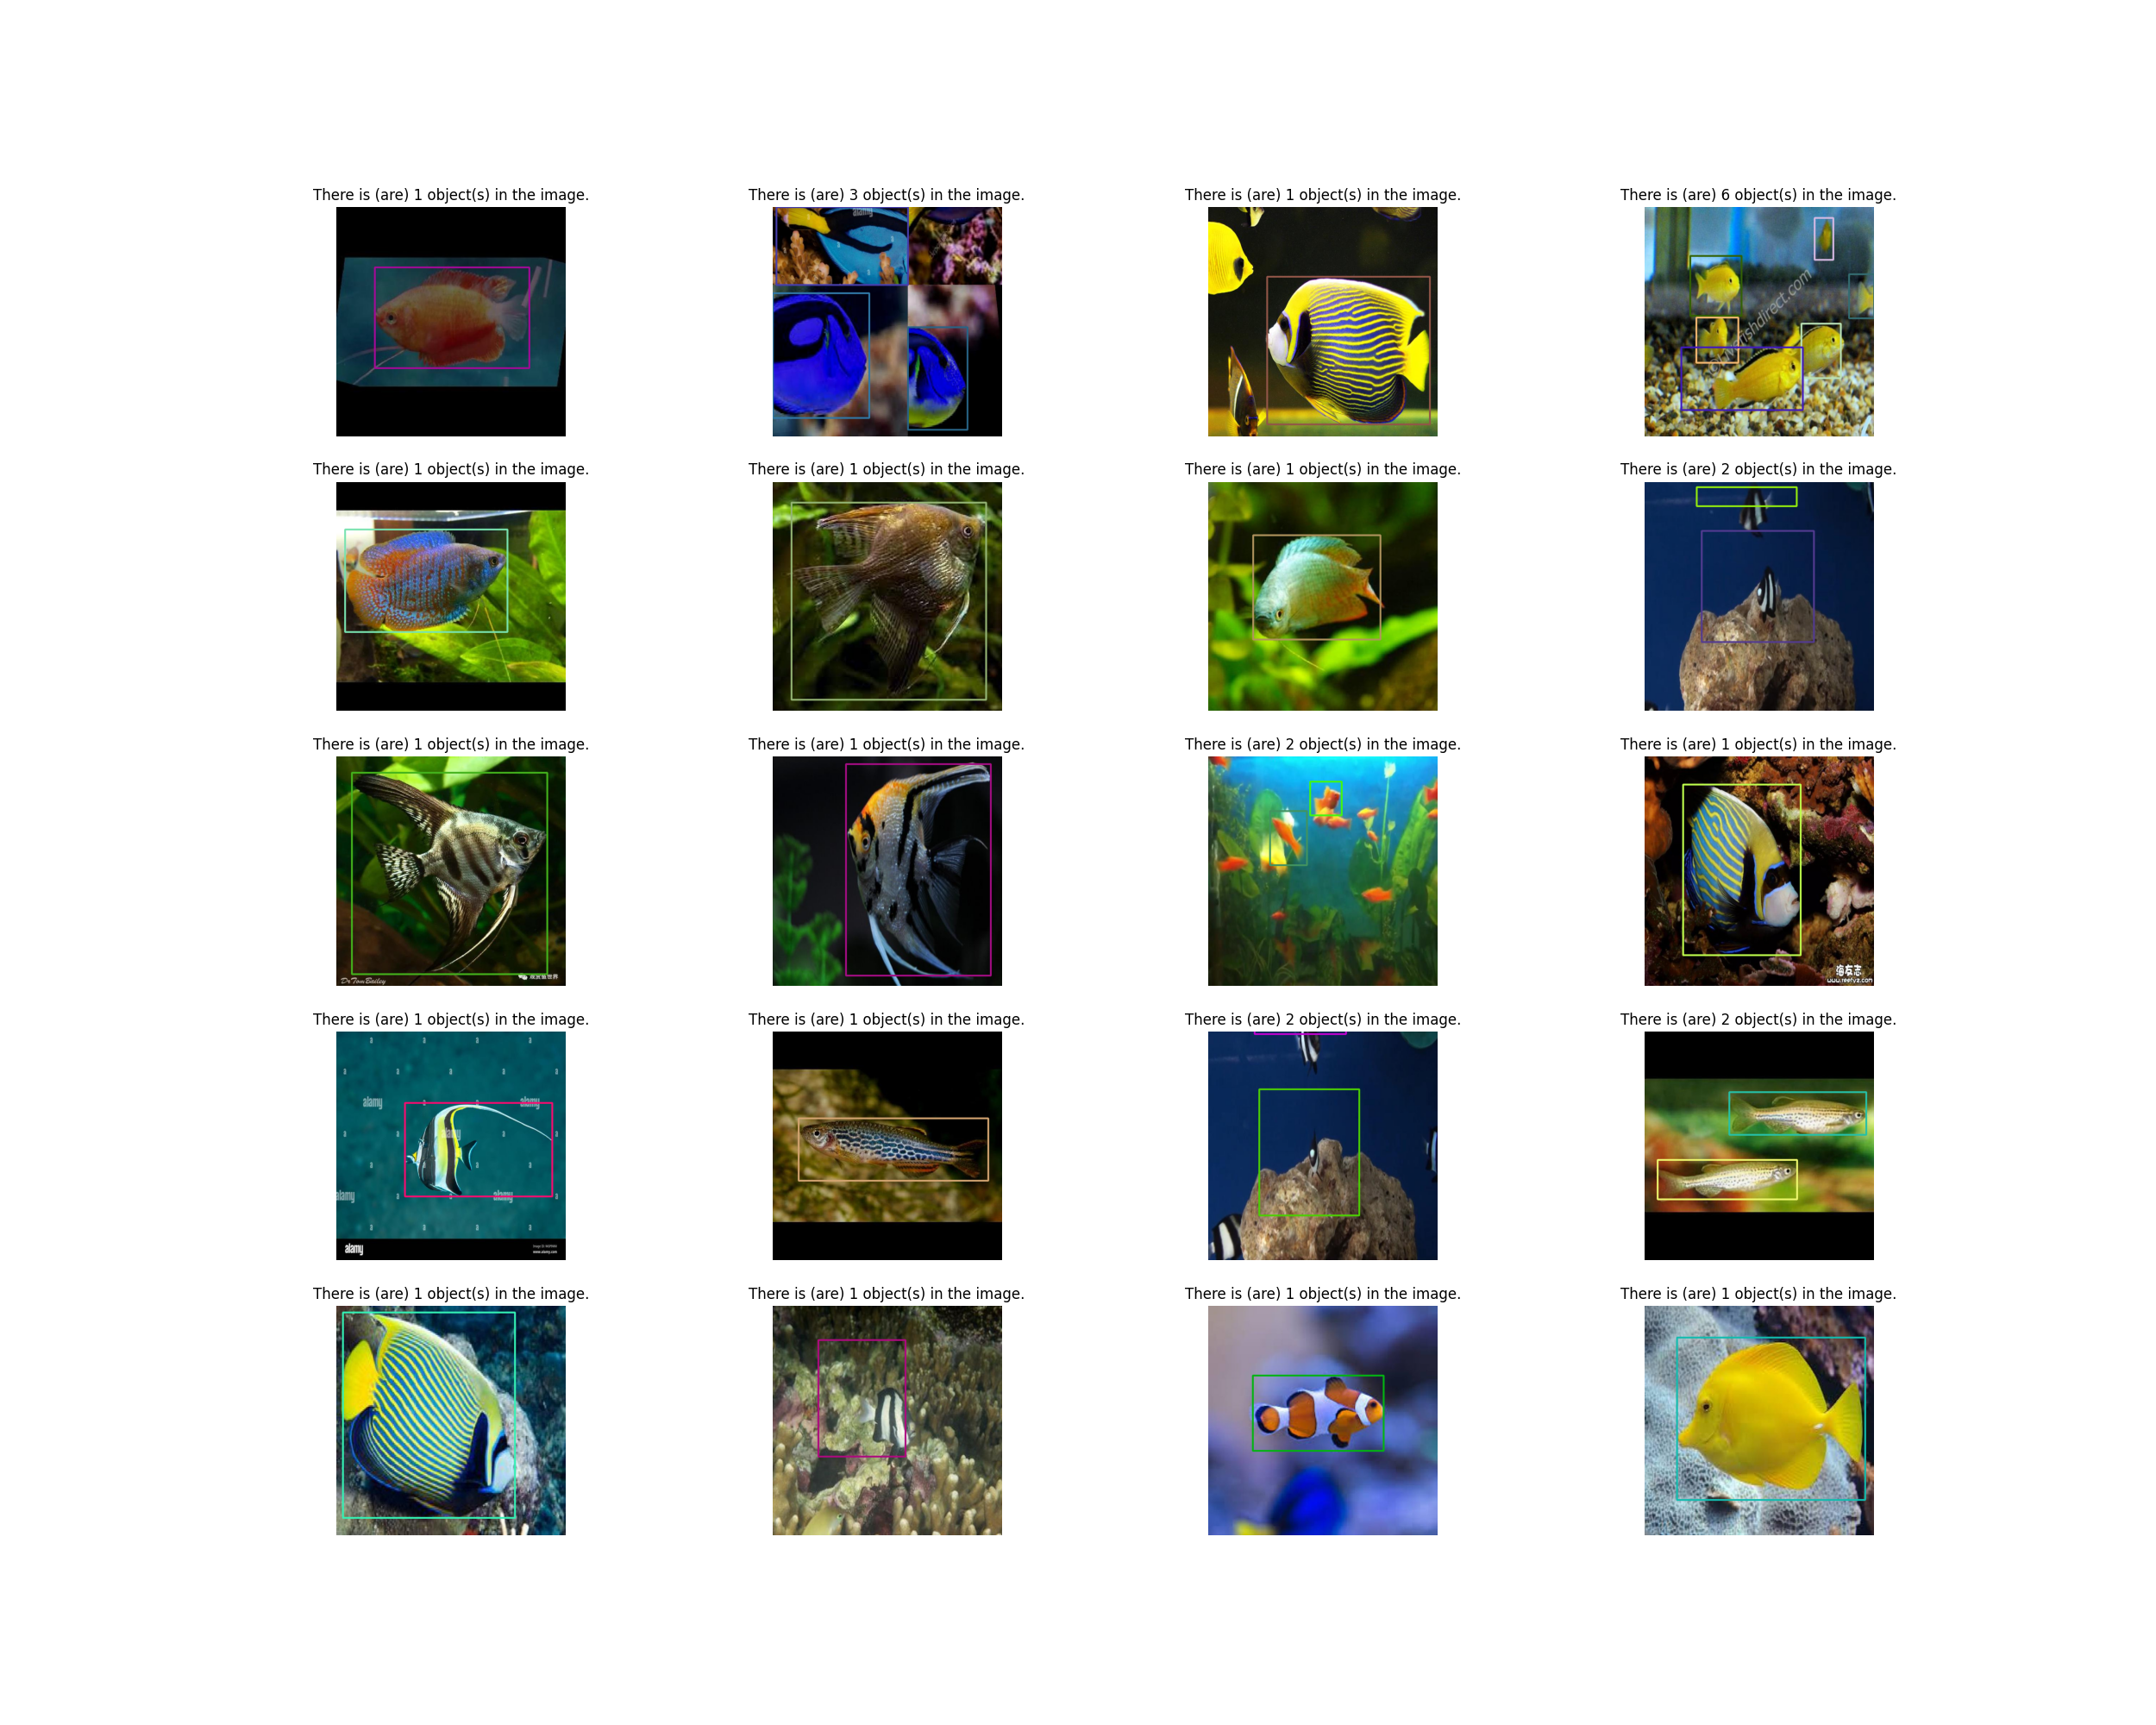 There is (are) 1 object(s) in the image.
There is (are) 3 object(s) in the image.
There is (are) 1 object(s) in the image.
There is (are) 6 object(s) in the image.
alamy
There is (are) 1 object(s) in the image.
There is (are) 1 object(s) in the image.
There is (are) 1 object(s) in the image.
There is (are) 2 object(s) in the image.
There is (are) 1 object(s) in the image.
There is (are) 1 object(s) in the image.
There is (are) 2 object(s) in the image.
There is (are) 1 object(s) in the image.
DrTomBailey
海友志
www.reefys.com
There is (are) 1 object(s) in the image.
There is (are) 1 object(s) in the image.
There is (are) 2 object(s) in the image.
There is (are) 2 object(s) in the image.
alamy
alamy
alamy
alamy
alamy
alamy
www.alamy.com
There is (are) 1 object(s) in the image.
There is (are) 1 object(s) in the image.
There is (are) 1 object(s) in the image.
There is (are) 1 object(s) in the image.